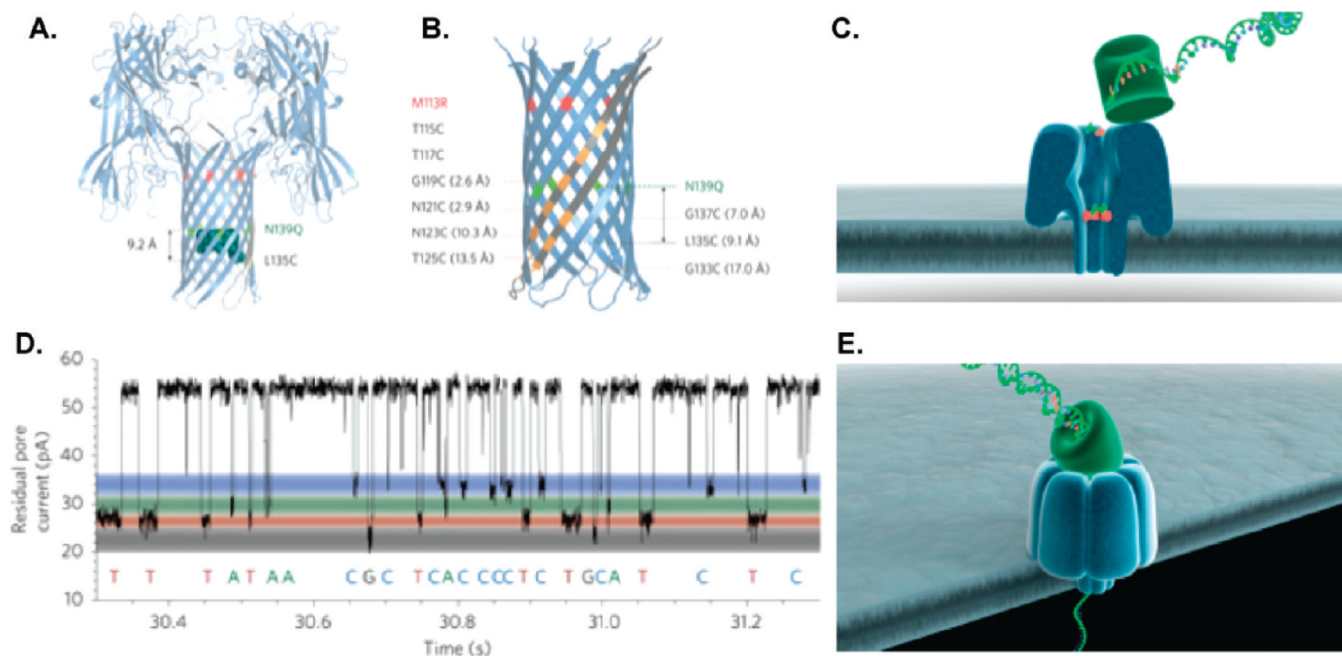 A.
9.2 Å
N139Q
L135C
B.
M113R
T115C
T117C
G119C (2.6 Å)
N121C (2.9 Å)
N123C (10.3 Å)
T125C (13.5 Å)
N139Q
G137C (7.0 Å)
L135C (9.1 Å)
G133C (17.0 Å)
C.
D.
Residual pore
current (pA)
60
50
40
30
20
10
T T T A T A A C G C T C A C C C C T C T G C A T C T C
30.4 30.6 30.8 31.0 31.2
Time (s)
E.